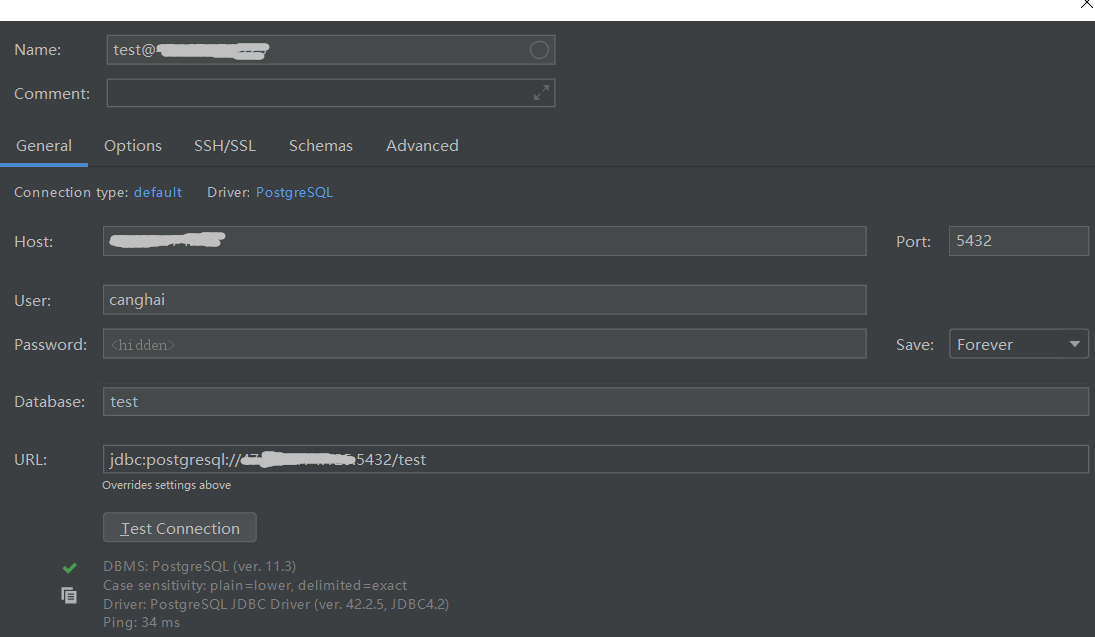 Name: test@
Comment:
General Options SSH/SSL Schemas Advanced
Connection type: default Driver: PostgreSQL
Host: Port: 5432
User: canghai
Password: <hidden> Save: Forever
Database: test
URL: jdbc:postgresql:// 5432/test
Overrides settings above
Test Connection
DBMS: PostgreSQL (ver. 11.3)
Case sensitivity: plain=lower, delimited=exact
Driver: PostgreSQL JDBC Driver (ver. 42.2.5, JDBC4.2)
Ping: 34 ms